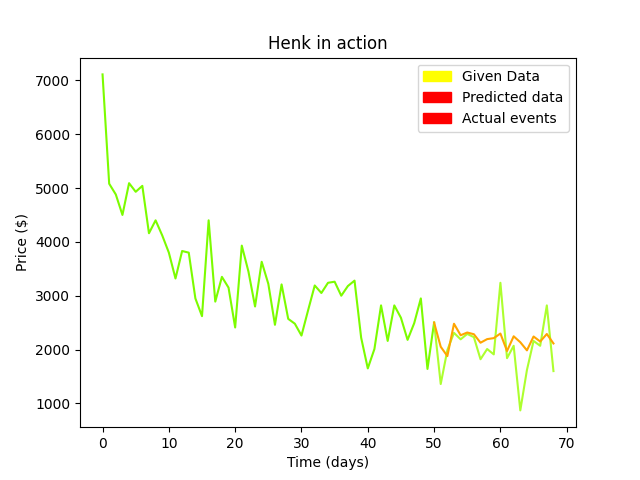 Henk in action
Given Data
Predicted data
Actual events
Price ($)
7000
6000
5000
4000
3000
2000
1000
0 10 20 30 40 50 60 70
Time (days)